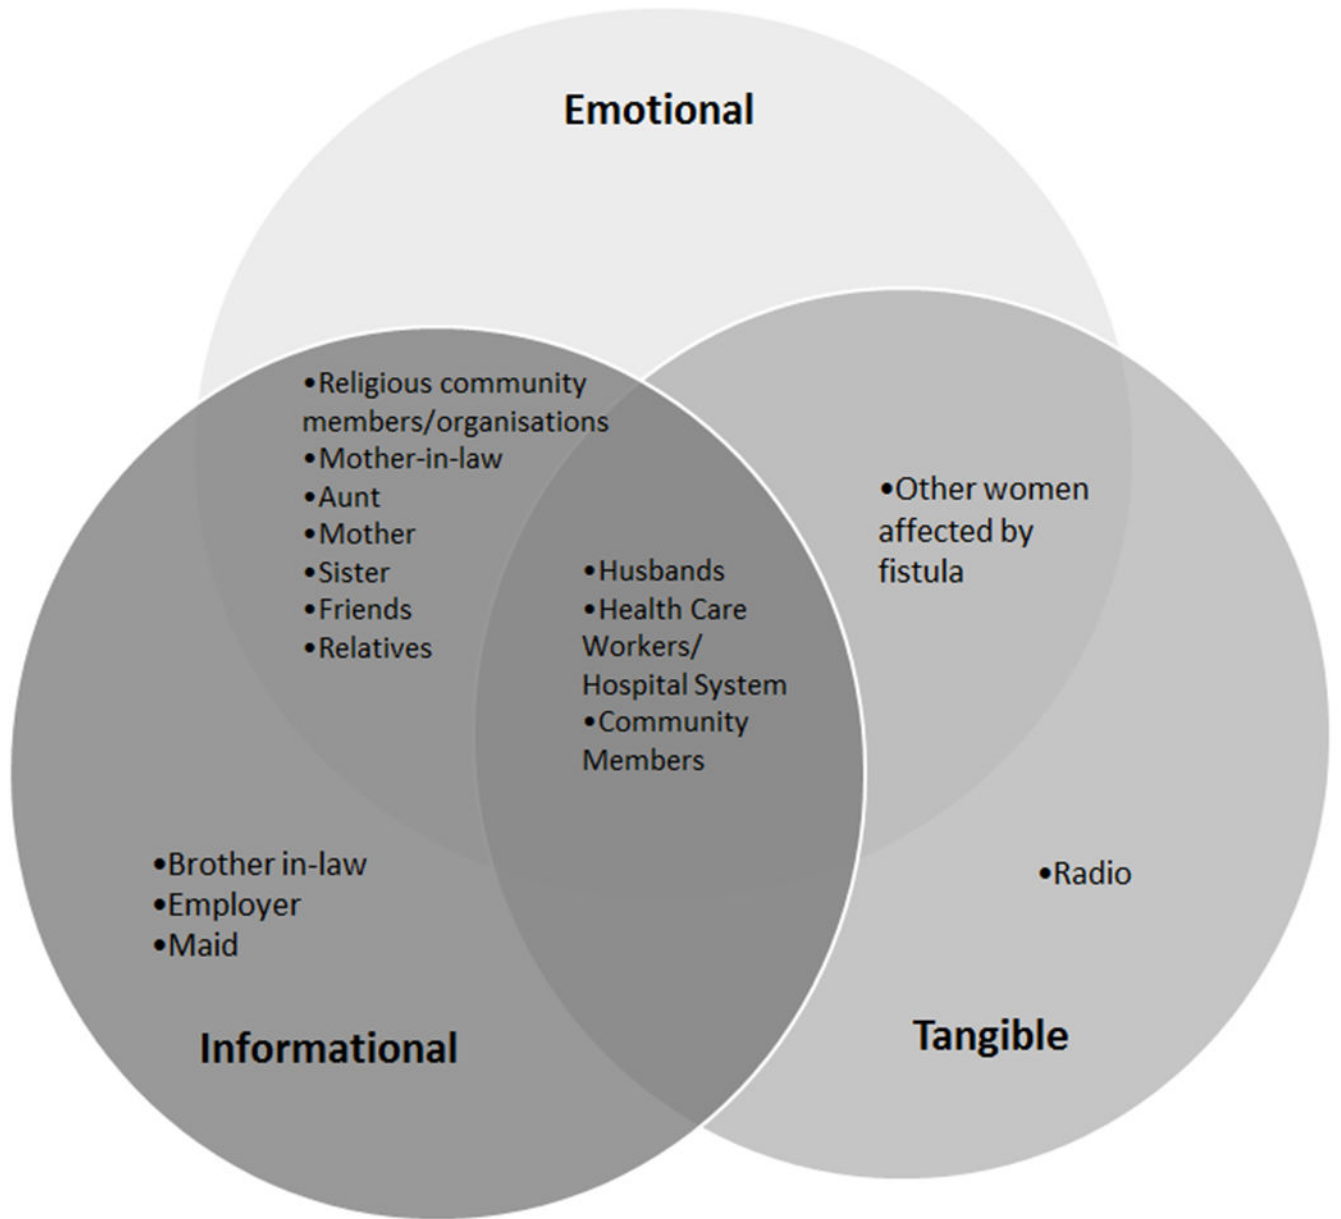 Emotional
•Religious community
members/organisations
•Mother-in-law
•Aunt
•Mother
•Sister
•Friends
•Relatives
•Other women
affected by
fistula
•Husbands
•Health Care
Workers/
Hospital System
•Community
Members
•Brother in-law
•Employer
•Maid
•Radio
Informational
Tangible